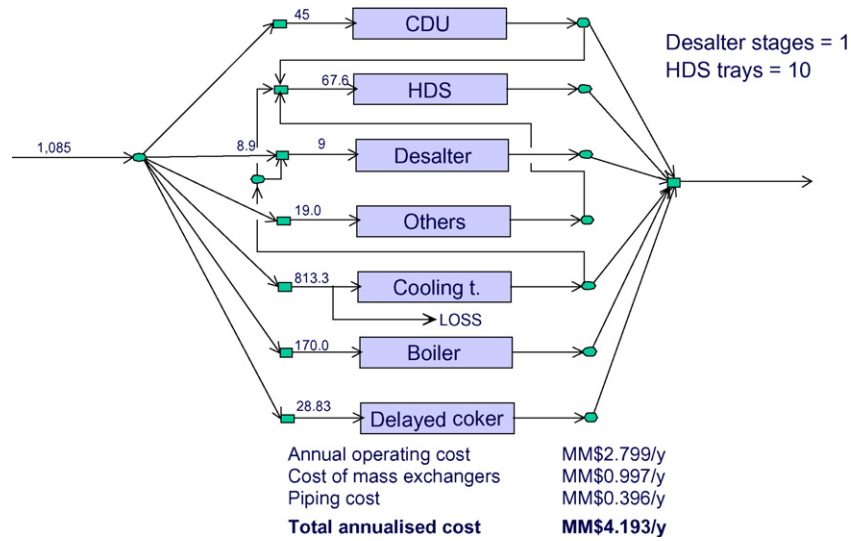 45
CDU
Desalter stages = 1
HDS trays = 10
67.6
HDS
1,085
8.9
9
Desalter
19.0
Others
813.3
Cooling t.
LOSS
170.0
Boiler
28.83
Delayed coker
Annual operating cost MM$2.799/y
Cost of mass exchangers MM$0.997/y
Piping cost MM$0.396/y
Total annualised cost MM$4.193/y